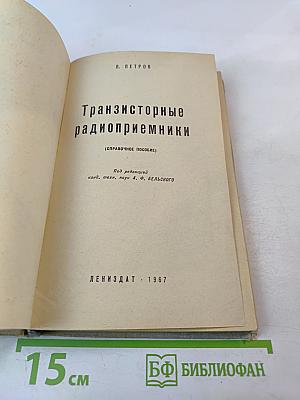 Л. ПЕТРОВ
Транзисторные
радиоприемники
(СПРАВОЧНОЕ ПОСОБИЕ)
Под редакцией
канд. техн. наук А. Ф. БЕЛЬСКОГО
ЛЕНИЗДАТ · 1967
15 см
БФ БИБЛИОФАН